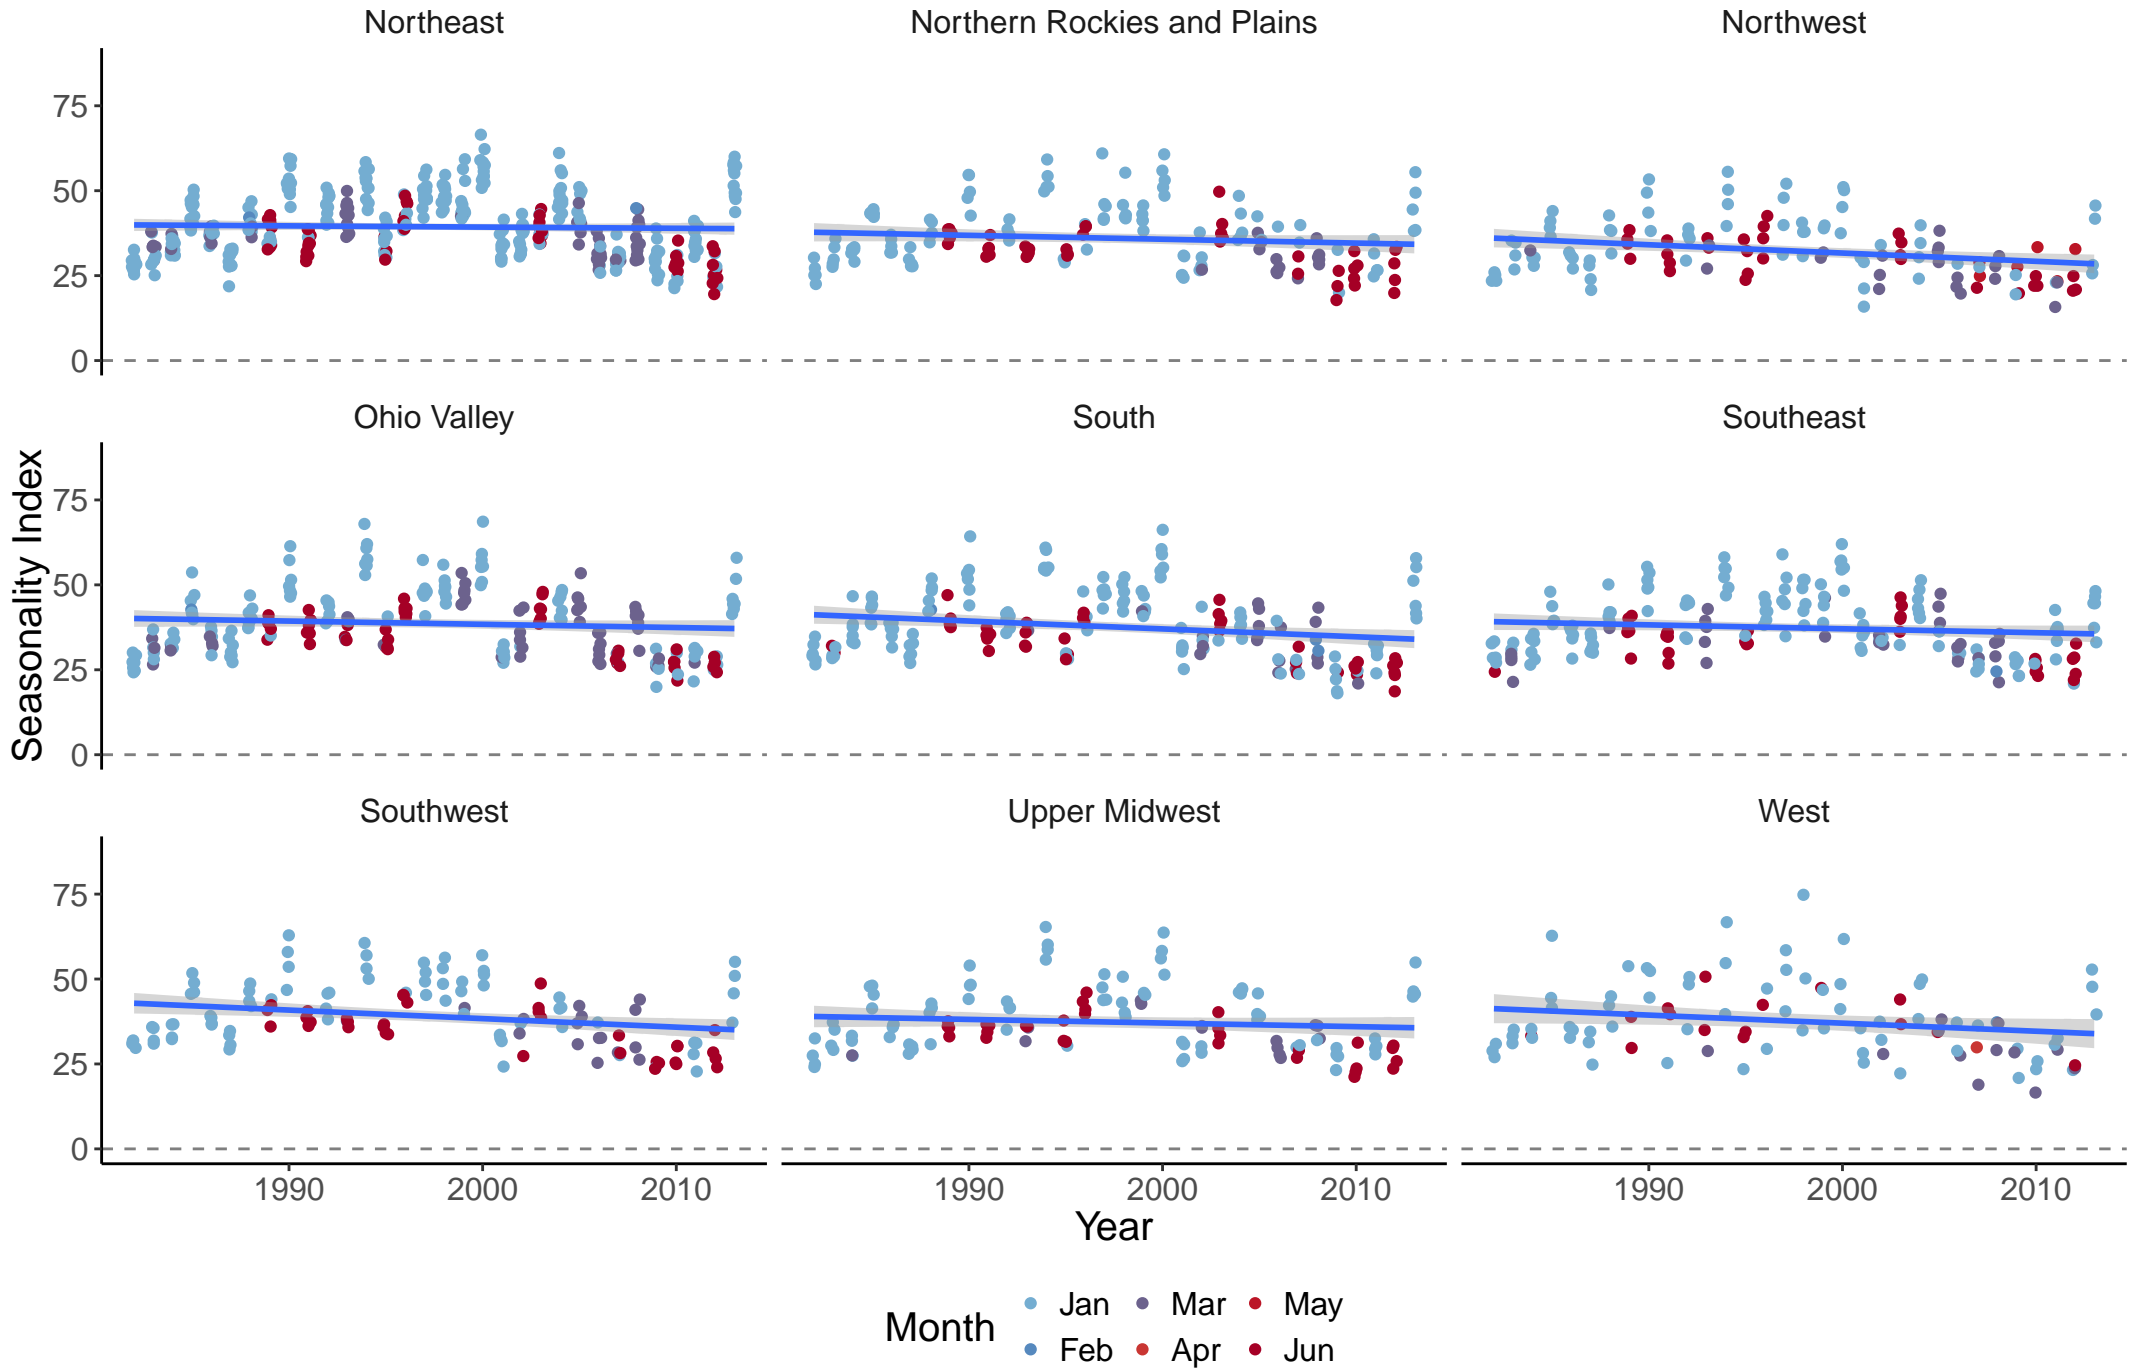 Northeast Northern Rockies and Plains Northwest
75
50
25
0
Ohio Valley South Southeast
Seasonality Index
75
50
25
0
Southwest Upper Midwest West
75
50
25
0
1990 2000 2010 1990 2000 2010 1990 2000 2010
Year
Month
Jan Mar May
Feb Apr Jun